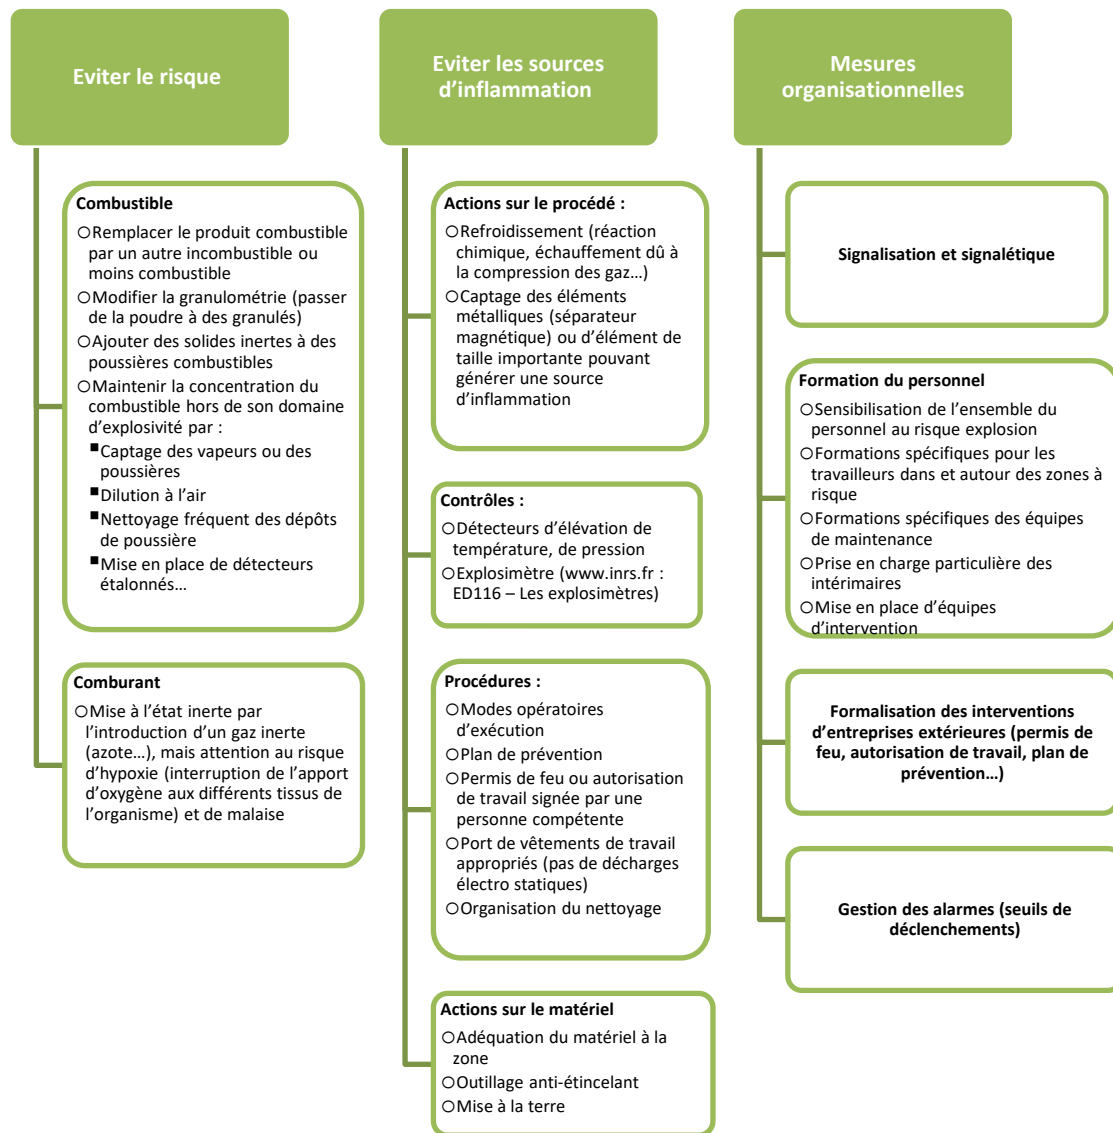 Eviter le risque
Combustible
○Remplacer le produit combustible
par un autre incombustible ou
moins combustible
○Modifier la granulométrie (passer
de la poudre à des granulés)
○Ajouter des solides inertes à des
poussières combustibles
○Maintenir la concentration du
combustible hors de son domaine
d'explosivité par :
▪Captage des vapeurs ou des
poussières
▪Dilution à l'air
▪Nettoyage fréquent des dépôts
de poussière
▪Mise en place de détecteurs
étalonnés…
Comburant
○Mise à l'état inerte par
l'introduction d'un gaz inerte
(azote…), mais attention au risque
d'hypoxie (interruption de l'apport
d'oxygène aux différents tissus de
l'organisme) et de malaise
Eviter les sources
d'inflammation
Actions sur le procédé :
○Refroidissement (réaction
chimique, échauffement dû à
la compression des gaz…)
○Captage des éléments
métalliques (séparateur
magnétique) ou d'élément de
taille importante pouvant
générer une source
d'inflammation
Contrôles :
○Détecteurs d'élévation de
température, de pression
○Explosimètre (www.inrs.fr :
ED116 – Les explosimètres)
Procédures :
○Modes opératoires
d'exécution
○Plan de prévention
○Permis de feu ou autorisation
de travail signée par une
personne compétente
○Port de vêtements de travail
appropriés (pas de décharges
électro statiques)
○Organisation du nettoyage
Actions sur le matériel
○Adéquation du matériel à la
zone
○Outillage anti-étincelant
○Mise à la terre
Mesures
organisationnelles
Signalisation et signalétique
Formation du personnel
○Sensibilisation de l'ensemble du
personnel au risque explosion
○Formations spécifiques pour les
travailleurs dans et autour des zones à
risque
○Formations spécifiques des équipes
de maintenance
○Prise en charge particulière des
intérimaires
○Mise en place d'équipes
d'intervention
Formalisation des interventions
d'entreprises extérieures (permis de
feu, autorisation de travail, plan de
prévention…)
Gestion des alarmes (seuils de
déclenchements)